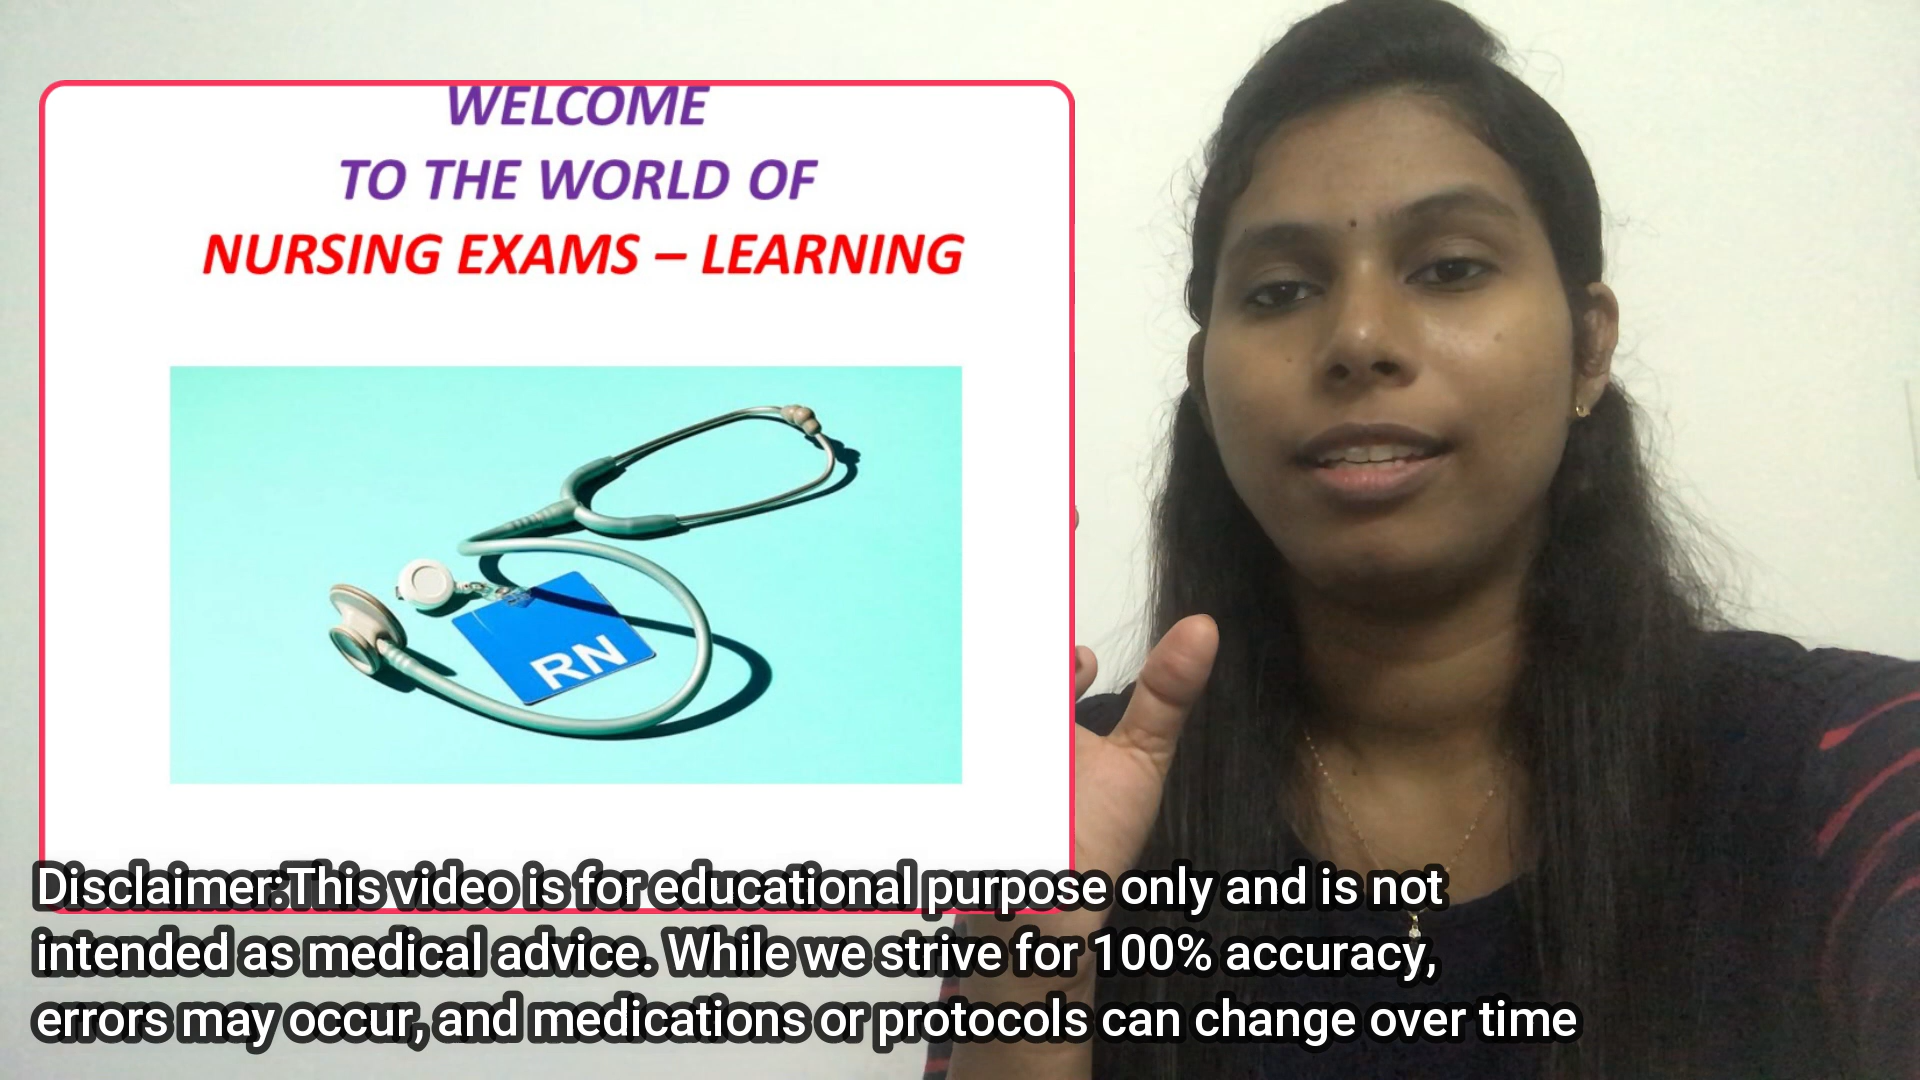 WELCOME
TO THE WORLD OF
NURSING EXAMS – LEARNING
RN
Disclaimer:This video is for educational purpose only and is not
intended as medical advice. While we strive for 100% accuracy,
errors may occur, and medications or protocols can change over time